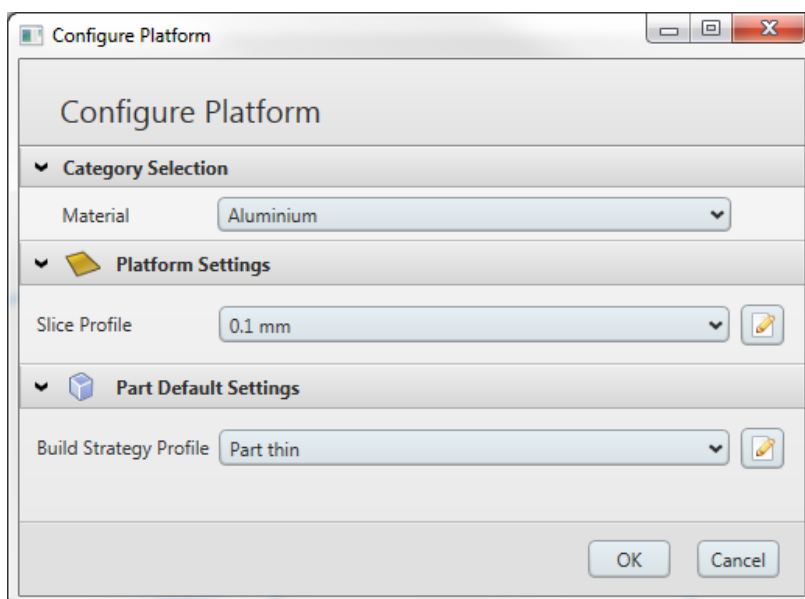 Configure Platform
Configure Platform
Category Selection
Material Aluminium
Platform Settings
Slice Profile 0.1 mm
Part Default Settings
Build Strategy Profile Part thin
OK Cancel